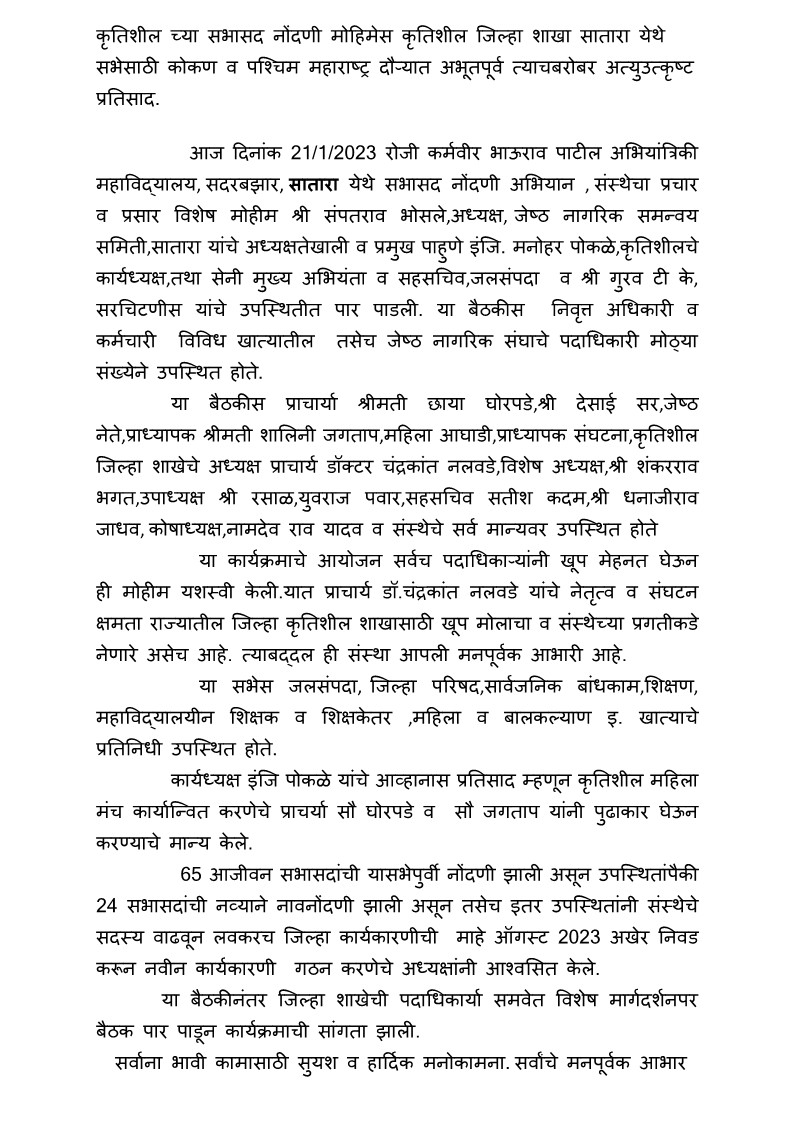 कृतिशील च्या सभासद नोंदणी मोहिमेस कृतिशील जिल्हा शाखा सातारा येथे
सभेसाठी कोकण व पश्चिम महाराष्ट्र दौऱ्यात अभूतपूर्व त्याचबरोबर अत्युउत्कृष्ट
प्रतिसाद.
आज दिनांक 21/1/2023 रोजी कर्मवीर भाऊराव पाटील अभियांत्रिकी
महाविद्यालय, सदरबझार, सातारा येथे सभासद नोंदणी अभियान , संस्थेचा प्रचार
व प्रसार विशेष मोहीम श्री संपतराव भोसले,अध्यक्ष, जेष्ठ नागरिक समन्वय
समिती,सातारा यांचे अध्यक्षतेखाली व प्रमुख पाहुणे इंजि. मनोहर पोकळे,कृतिशीलचे
कार्यध्यक्ष,तथा सेनी मुख्य अभियंता व सहसचिव,जलसंपदा व श्री गुरव टी के,
सरचिटणीस यांचे उपस्थितीत पार पाडली. या बैठकीस निवृत्त अधिकारी व
कर्मचारी विविध खात्यातील तसेच जेष्ठ नागरिक संघाचे पदाधिकारी मोठ्या
संख्येने उपस्थित होते.
या बैठकीस प्राचार्या श्रीमती छाया घोरपडे,श्री देसाई सर,जेष्ठ
नेते,प्राध्यापक श्रीमती शालिनी जगताप,महिला आघाडी,प्राध्यापक संघटना,कृतिशील
जिल्हा शाखेचे अध्यक्ष प्राचार्य डॉक्टर चंद्रकांत नलवडे,विशेष अध्यक्ष,श्री शंकरराव
भगत,उपाध्यक्ष श्री रसाळ,युवराज पवार,सहसचिव सतीश कदम,श्री धनाजीराव
जाधव, कोषाध्यक्ष,नामदेव राव यादव व संस्थेचे सर्व मान्यवर उपस्थित होते
या कार्यक्रमाचे आयोजन सर्वच पदाधिकाऱ्यांनी खूप मेहनत घेऊन
ही मोहीम यशस्वी केली.यात प्राचार्य डॉ.चंद्रकांत नलवडे यांचे नेतृत्व व संघटन
क्षमता राज्यातील जिल्हा कृतिशील शाखासाठी खूप मोलाचा व संस्थेच्या प्रगतीकडे
नेणारे असेच आहे. त्याबद्दल ही संस्था आपली मनपूर्वक आभारी आहे.
या सभेस जलसंपदा, जिल्हा परिषद,सार्वजनिक बांधकाम,शिक्षण,
महाविद्यालयीन शिक्षक व शिक्षकेतर ,महिला व बालकल्याण इ. खात्याचे
प्रतिनिधी उपस्थित होते.
कार्यध्यक्ष इंजि पोकळे यांचे आव्हानास प्रतिसाद म्हणून कृतिशील महिला
मंच कार्यान्वित करणेचे प्राचर्या सौ घोरपडे व सौ जगताप यांनी पुढाकार घेऊन
करण्याचे मान्य केले.
65 आजीवन सभासदांची यासभेपुर्वी नोंदणी झाली असून उपस्थितांपैकी
24 सभासदांची नव्याने नावनोंदणी झाली असून तसेच इतर उपस्थितांनी संस्थेचे
सदस्य वाढवून लवकरच जिल्हा कार्यकारणीची माहे ऑगस्ट 2023 अखेर निवड
करून नवीन कार्यकारणी गठन करणेचे अध्यक्षांनी आश्वसित केले.
या बैठकीनंतर जिल्हा शाखेची पदाधिकार्या समवेत विशेष मार्गदर्शनपर
बैठक पार पाडून कार्यक्रमाची सांगता झाली.
सर्वाना भावी कामासाठी सुयश व हार्दिक मनोकामना. सर्वांचे मनपूर्वक आभार